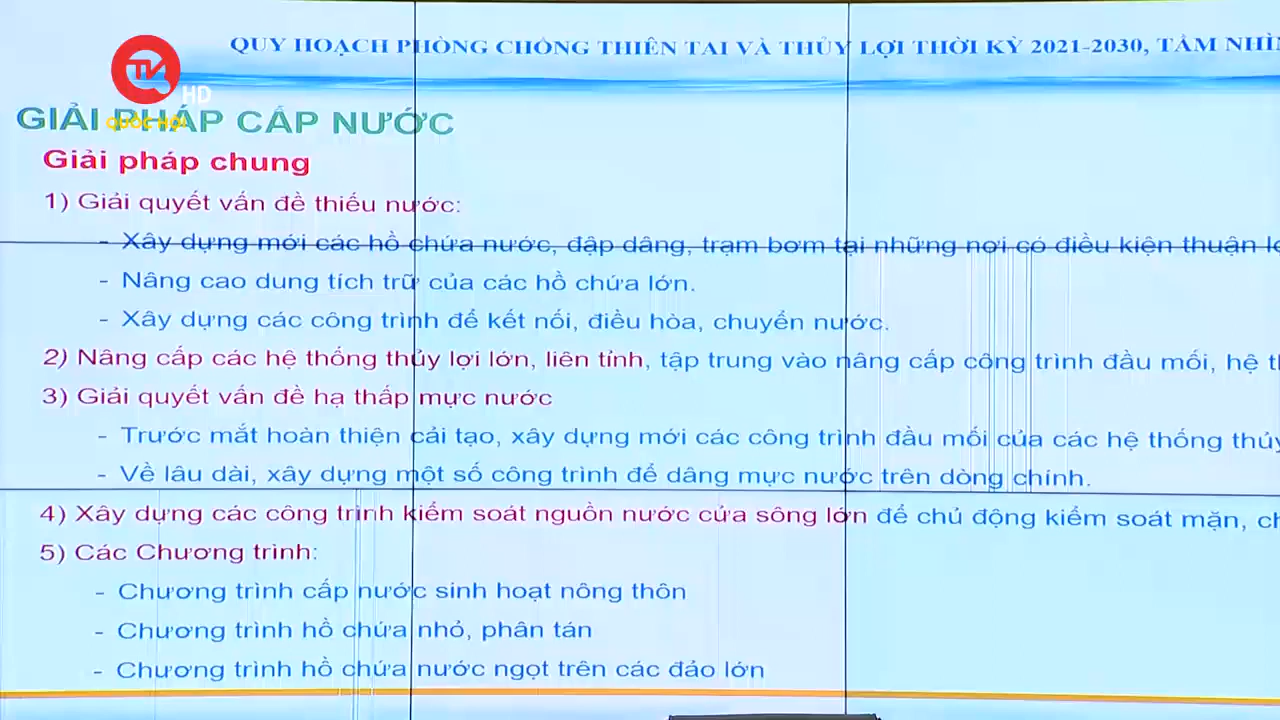 QUY HOẠCH PHÒNG CHỐNG THIÊN TAI VÀ THỦY LỢI THỜI KỲ 2021-2030, TẦM NHÌN
TV
HD
QUỐC HỘI
GIẢI PHÁP CẤP NƯỚC
Giải pháp chung
1) Giải quyết vấn đề thiếu nước:
- Xây dựng mới các hồ chứa nước, đập dâng, trạm bơm tại những nơi có điều kiện thuận
- Nâng cao dung tích trữ của các hồ chứa lớn.
- Xây dựng các công trình để kết nối, điều hòa, chuyển nước.
2) Nâng cấp các hệ thống thủy lợi lớn, liên tỉnh, tập trung vào nâng cấp công trình đầu mối, hệ
3) Giải quyết vấn đề hạ thấp mực nước
- Trước mắt hoàn thiện cải tạo, xây dựng mới các công trình đầu mối của các hệ thống thủy
- Về lâu dài, xây dựng một số công trình để dâng mực nước trên dòng chính.
4) Xây dựng các công trình kiểm soát nguồn nước cửa sông lớn để chủ động kiểm soát mặn,
5) Các Chương trình:
- Chương trình cấp nước sinh hoạt nông thôn
- Chương trình hồ chứa nhỏ, phân tán
- Chương trình hồ chứa nước ngọt trên các đảo lớn